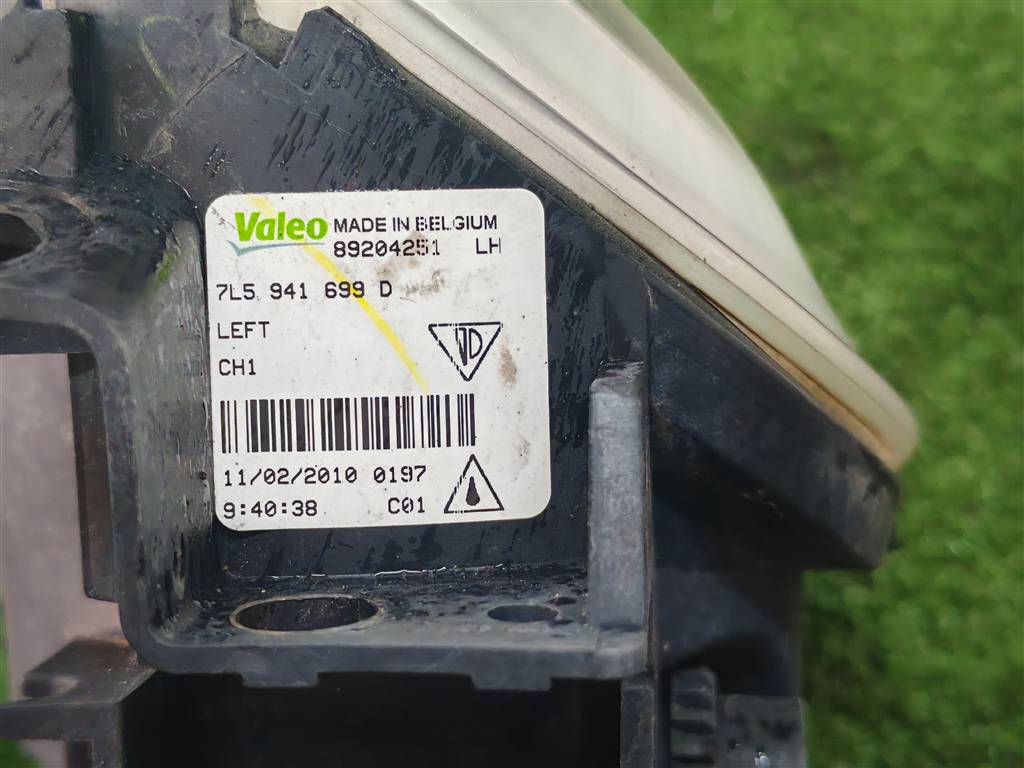 Valeo MADE IN BELGIUM
89204251 LH
7L5 941 699 D
LEFT
CH1
11/02/2010 0197
9:40:38 C01